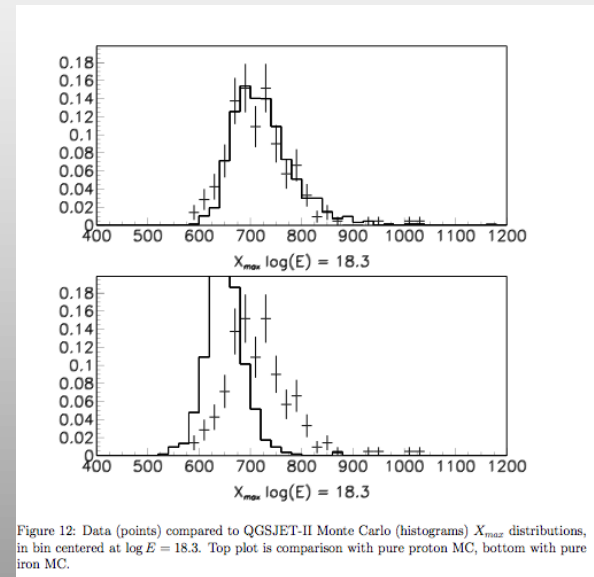 0.18
0.16
0.14
0.12
0.1
0.08
0.06
0.04
0.02
0
400 500 600 700 800 900 1000 1100 1200
Xmax log(E) = 18.3
0.18
0.16
0.14
0.12
0.1
0.08
0.06
0.04
0.02
0
400 500 600 700 800 900 1000 1100 1200
Xmax log(E) = 18.3
Figure 12: Data (points) compared to QGSJET-II Monte Carlo (histograms) Xmax distributions,
in bin centered at log E = 18.3. Top plot is comparison with pure proton MC, bottom with pure
iron MC.